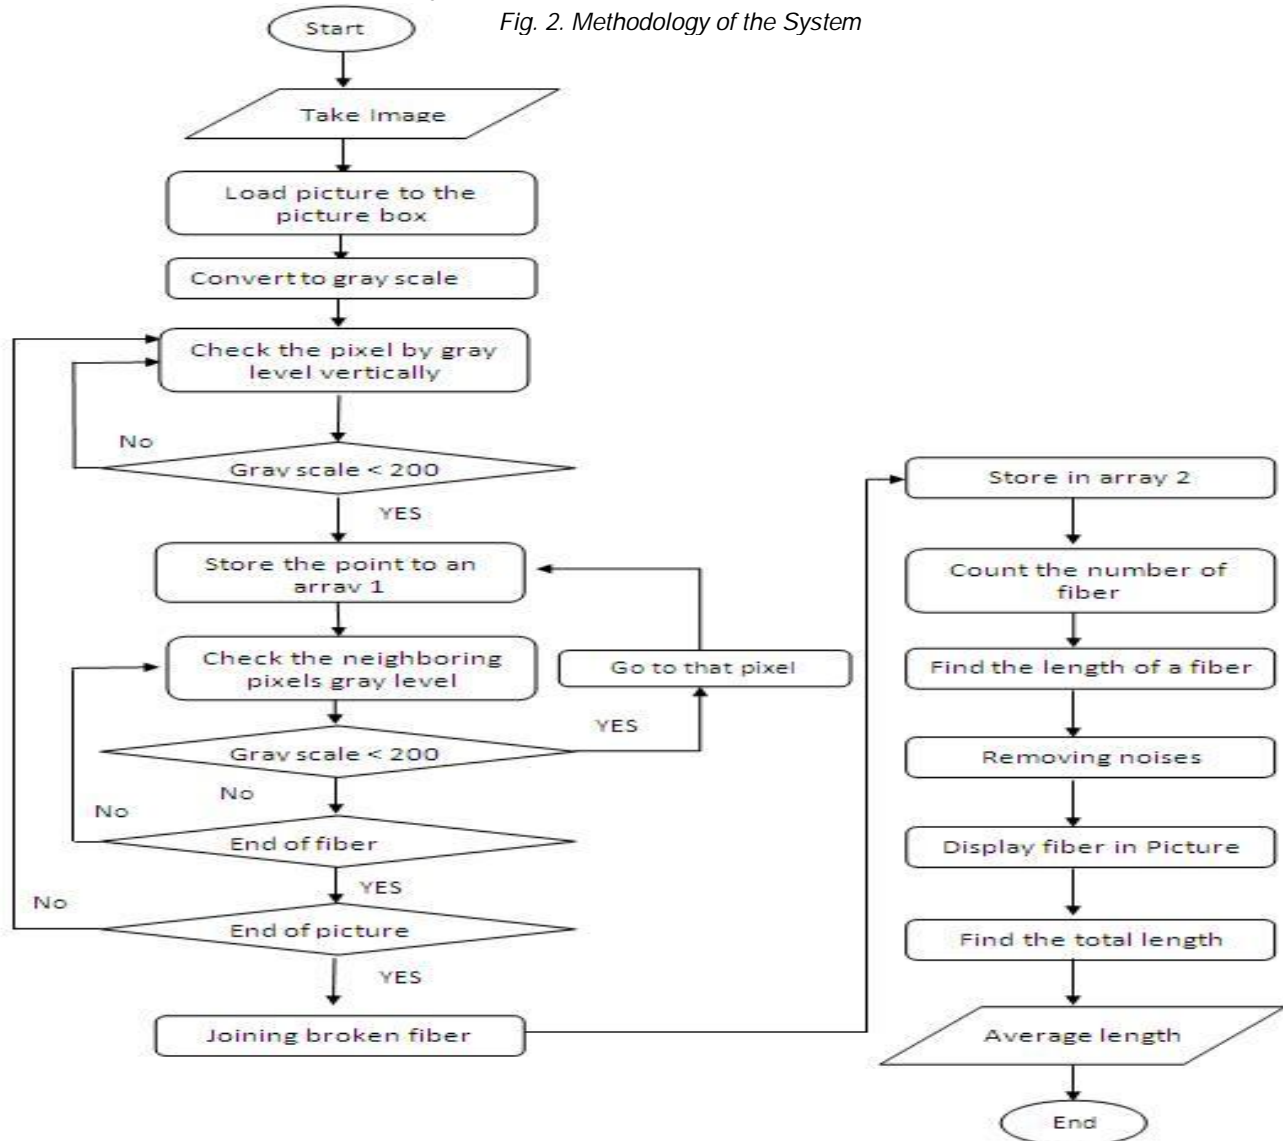 Fig. 2. Methodology of the System
Start
Take Image
Load picture to the
picture box
Convert to gray scale
Check the pixel by gray
level vertically
No
Gray scale < 200
YES
Store the point to an
array 1
Check the neighboring
pixels gray level
Go to that pixel
YES
Gray scale < 200
No
No
End of fiber
YES
No
End of picture
YES
Joining broken fiber
Store in array 2
Count the number of
fiber
Find the length of a fiber
Removing noises
Display fiber in Picture
Find the total length
Average length
End